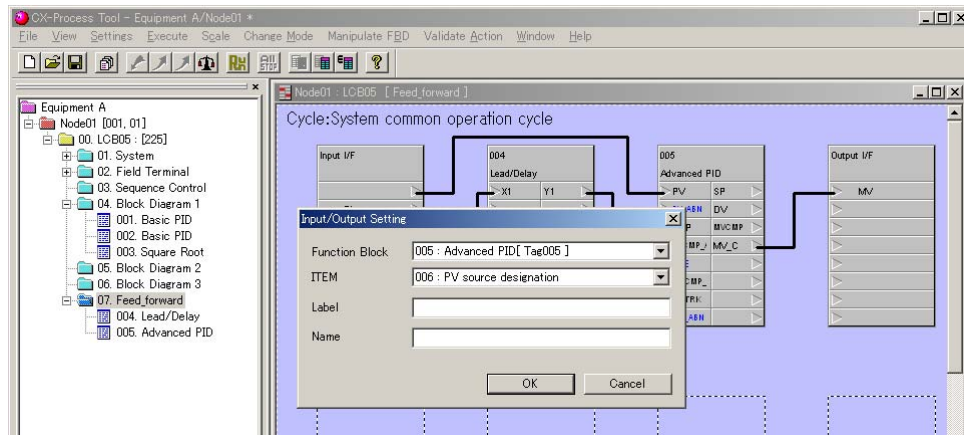 CX-Process Tool - Equipment A/Node01 *
File View Settings Execute Scale Change Mode Manipulate FBD Validate Action Window Help
Equipment A
Node01 [001, 01]
00. LCB05 : [225]
01. System
02. Field Terminal
03. Sequence Control
04. Block Diagram 1
001. Basic PID
002. Basic PID
003. Square Root
05. Block Diagram 2
06. Block Diagram 3
07. Feed_forward
004. Lead/Delay
005. Advanced PID
Node01 : LCB05 [ Feed_forward ]
Cycle:System common operation cycle
Input I/F
004
Lead/Delay
X1 Y1
005
Advanced PID
PV SP
DV
MVCMP
MV_C
Output I/F
MV
Input/Output Setting
Function Block 005 : Advanced PID[ Tag005 ]
ITEM 006 : PV source designation
Label
Name
OK Cancel